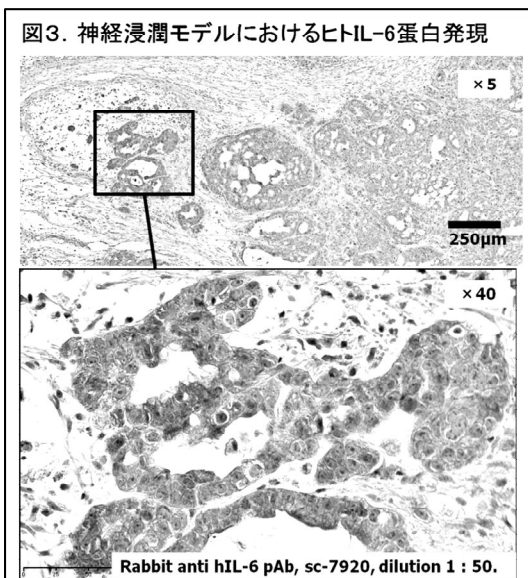 図3. 神経浸潤モデルにおけるヒトIL-6蛋白発現
×5
250μm
×40
Rabbit anti hIL-6 pAb, sc-7920, dilution 1 : 50.